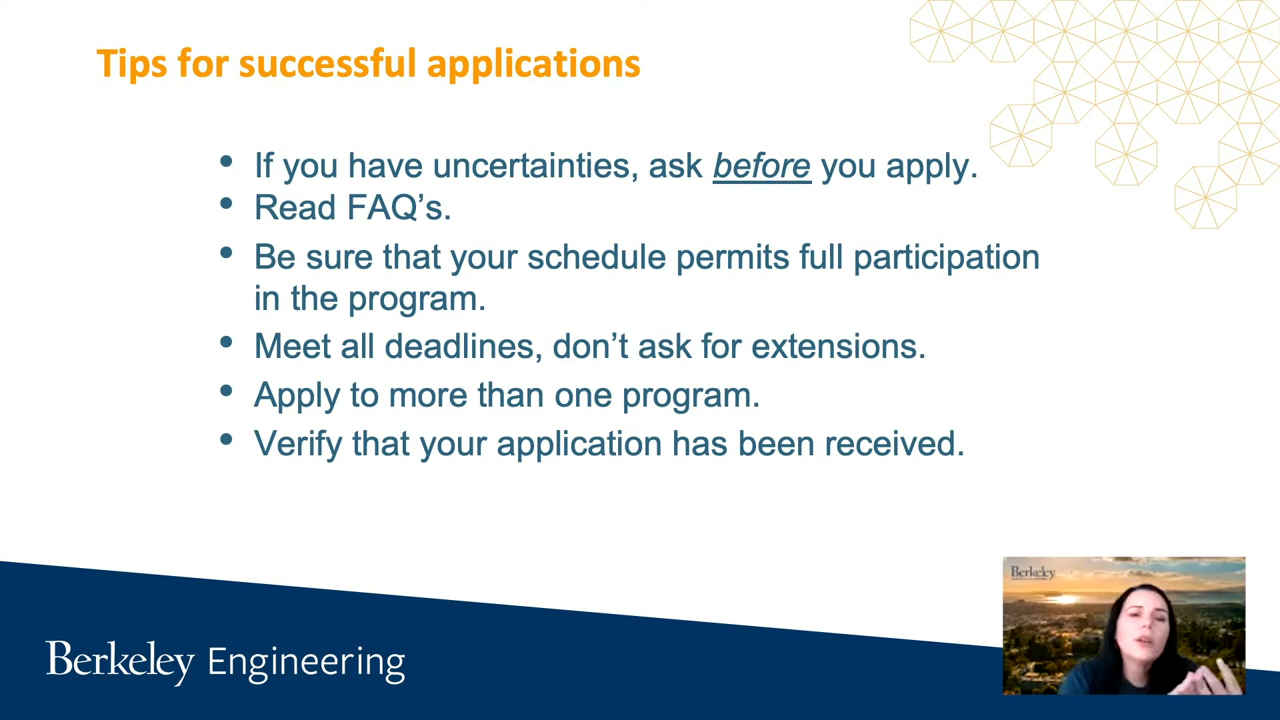 Tips for successful applications
• If you have uncertainties, ask before you apply.
• Read FAQ’s.
• Be sure that your schedule permits full participation
in the program.
• Meet all deadlines, don’t ask for extensions.
• Apply to more than one program.
• Verify that your application has been received.
Berkeley Engineering
Berkeley